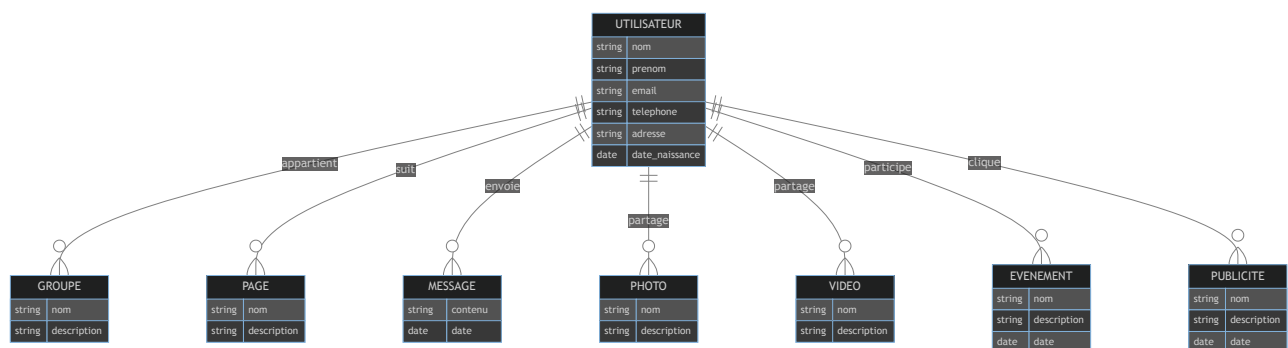 UTILISATEUR
string nom
string prenom
string email
string telephone
string adresse
date date_naissance
appartient
suit
envoie
partage
partage
participe
clique
GROUPE
string nom
string description
PAGE
string nom
string description
MESSAGE
string contenu
date date
PHOTO
string nom
string description
VIDEO
string nom
string description
EVENEMENT
string nom
string description
date date
PUBLICITE
string nom
string description
date date